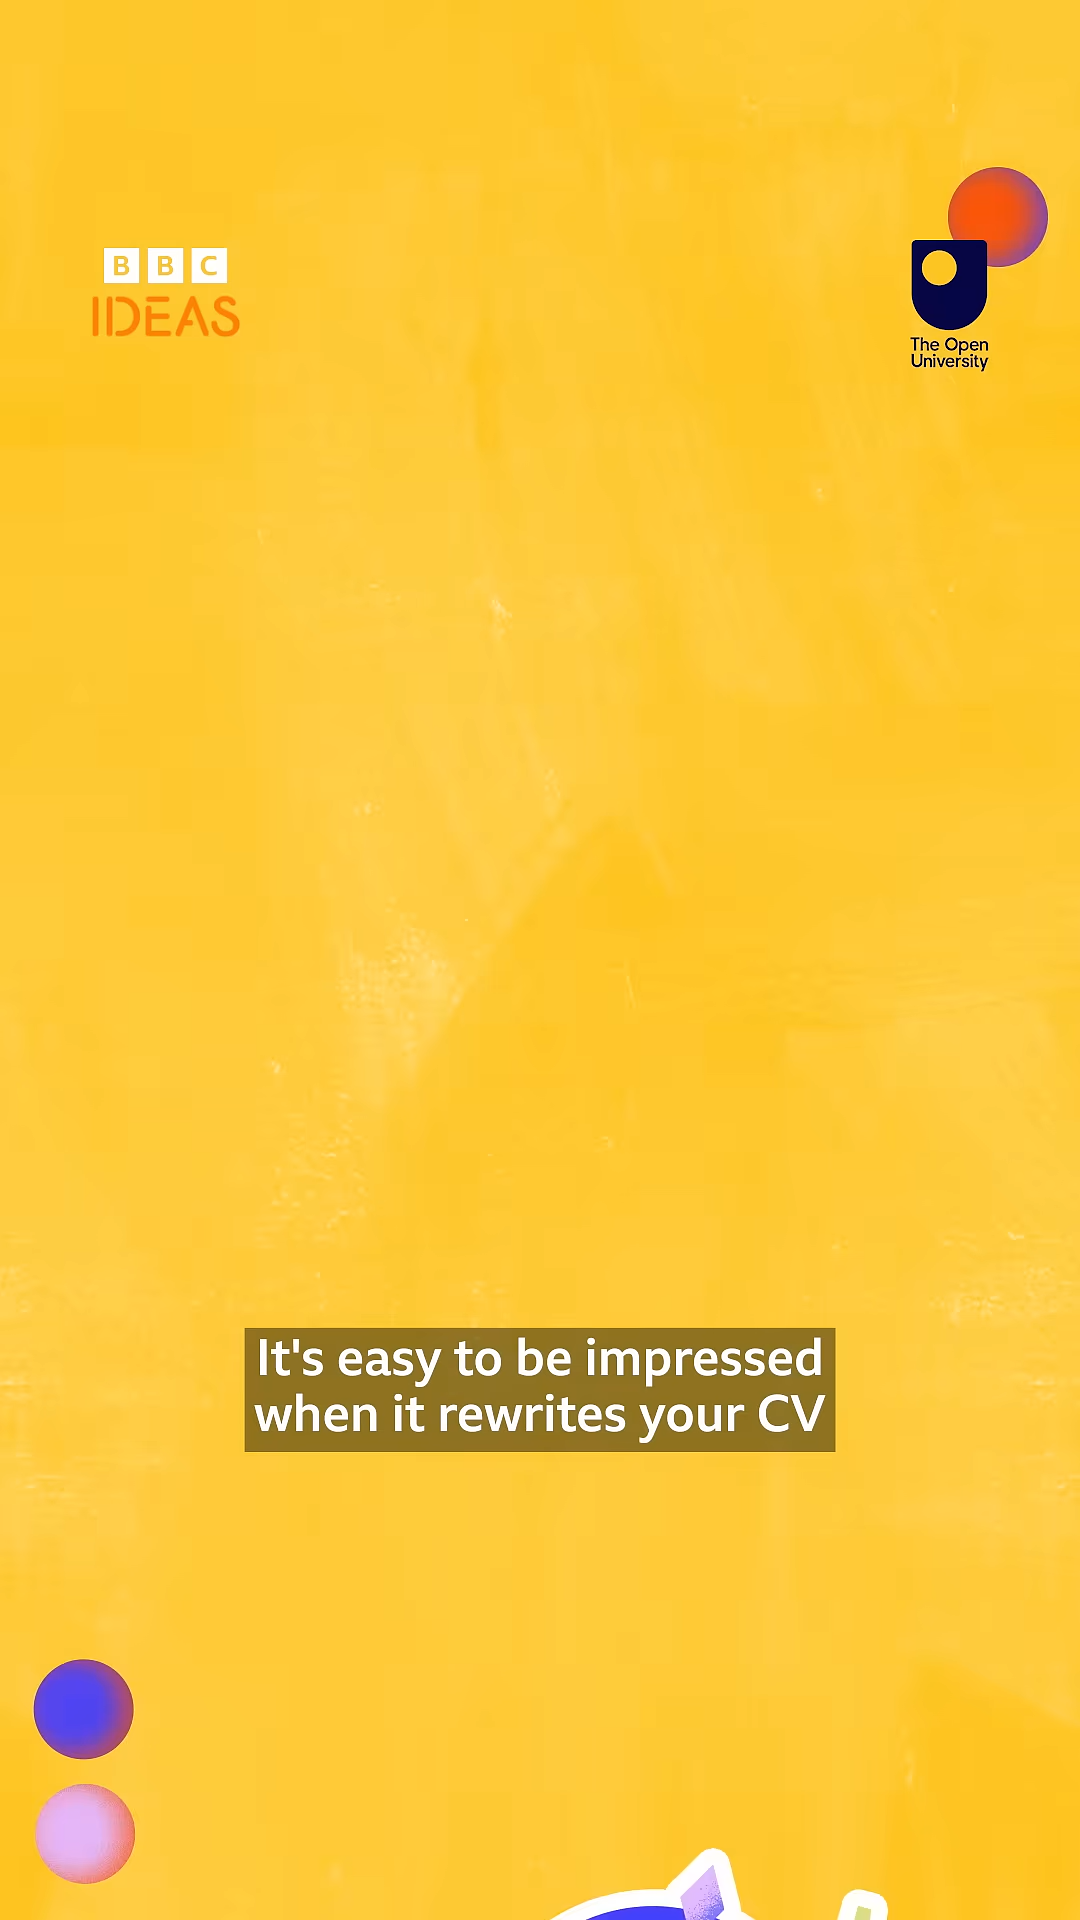 BBC
IDEAS
The Open
University
It's easy to be impressed
when it rewrites your CV